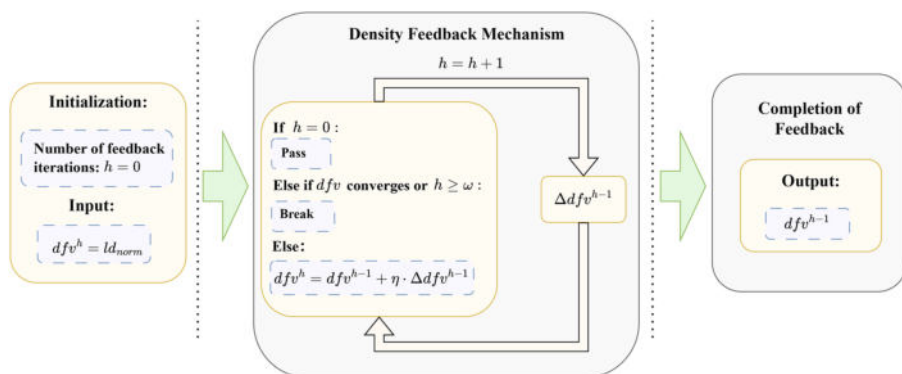 Initialization:
Number of feedback
iterations: h = 0
Input:
dfv^h = ld_norm
Density Feedback Mechanism
h = h + 1
If h = 0 :
Pass
Else if dfv converges or h ≥ ω :
Break
Else:
dfv^h = dfv^{h-1} + η · Δdfv^{h-1}
Δdfv^{h-1}
Completion of
Feedback
Output:
dfv^{h-1}